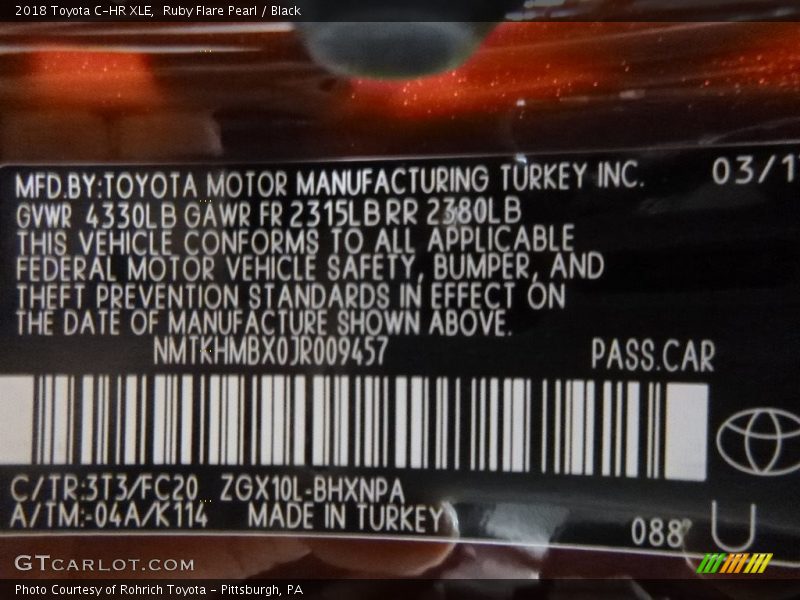 2018 Toyota C-HR XLE,  Ruby Flare Pearl / Black
MFD.BY:TOYOTA MOTOR MANUFACTURING TURKEY INC. 03/1
GVWR 4330LB GAWR FR 2315LB RR 2380LB
THIS VEHICLE CONFORMS TO ALL APPLICABLE
FEDERAL MOTOR VEHICLE SAFETY, BUMPER, AND
THEFT PREVENTION STANDARDS IN EFFECT ON
THE DATE OF MANUFACTURE SHOWN ABOVE.
NMTKHMBX0JR009457 PASS.CAR
C/TR:3T3/FC20 ZGX10L-BHXNPA
A/TM:-04A/K114 MADE IN TURKEY 088 U
GTCARLOT.COM
Photo Courtesy of Rohrich Toyota - Pittsburgh, PA